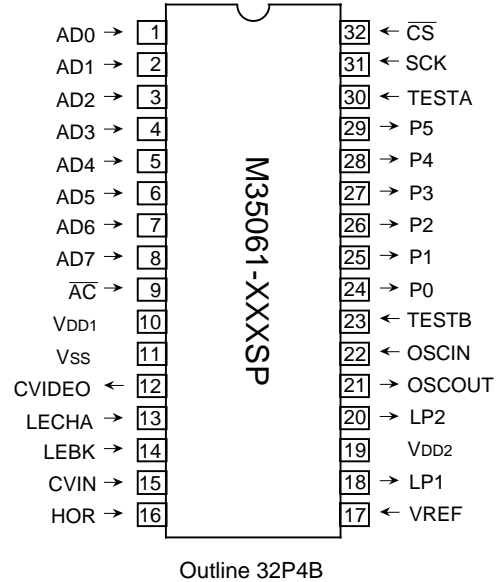 AD0 → 1 32 ← C̅S̅
AD1 → 2 31 ← SCK
AD2 → 3 30 ← TESTA
AD3 → 4 29 → P5
AD4 → 5 28 → P4
AD5 → 6 27 → P3
AD6 → 7 26 → P2
AD7 → 8 25 → P1
A̅C̅ → 9 24 → P0
VDD1 10 23 ← TESTB
VSS 11 22 ← OSCIN
CVIDEO ← 12 21 → OSCOUT
LECHA → 13 20 → LP2
LEBK → 14 19 VDD2
CVIN → 15 18 → LP1
HOR → 16 17 ← VREF
M35061-XXXSP
Outline 32P4B